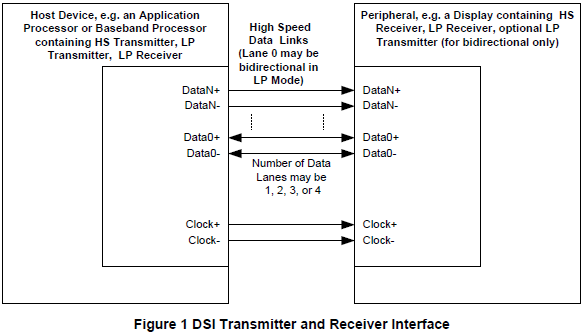 Host Device, e.g. an Application
Processor or Baseband Processor
containing HS Transmitter, LP
Transmitter, LP Receiver
High Speed
Data Links
(Lane 0 may be
bidirectional in
LP Mode)
Peripheral, e.g. a Display containing HS
Receiver, LP Receiver, optional LP
Transmitter (for bidirectional only)
DataN+
DataN-
Data0+
Data0-
Clock+
Clock-
Number of Data
Lanes may be
1, 2, 3, or 4
DataN+
DataN-
Data0+
Data0-
Clock+
Clock-
Figure 1 DSI Transmitter and Receiver Interface